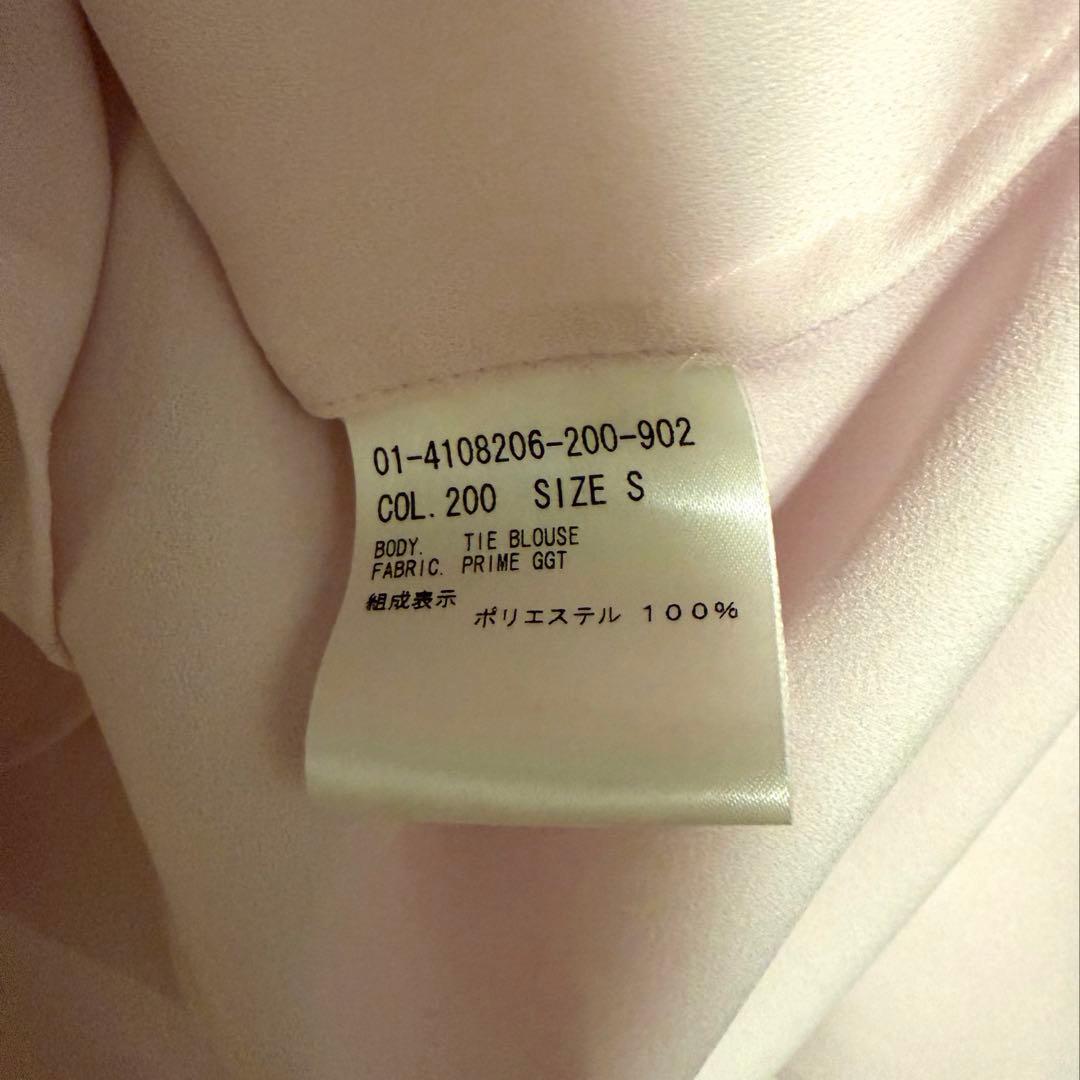 01-4108206-200-902
COL.200 SIZE S
BODY. TIE BLOUSE
FABRIC. PRIME GGT
組成表示
ポリエステル 100%